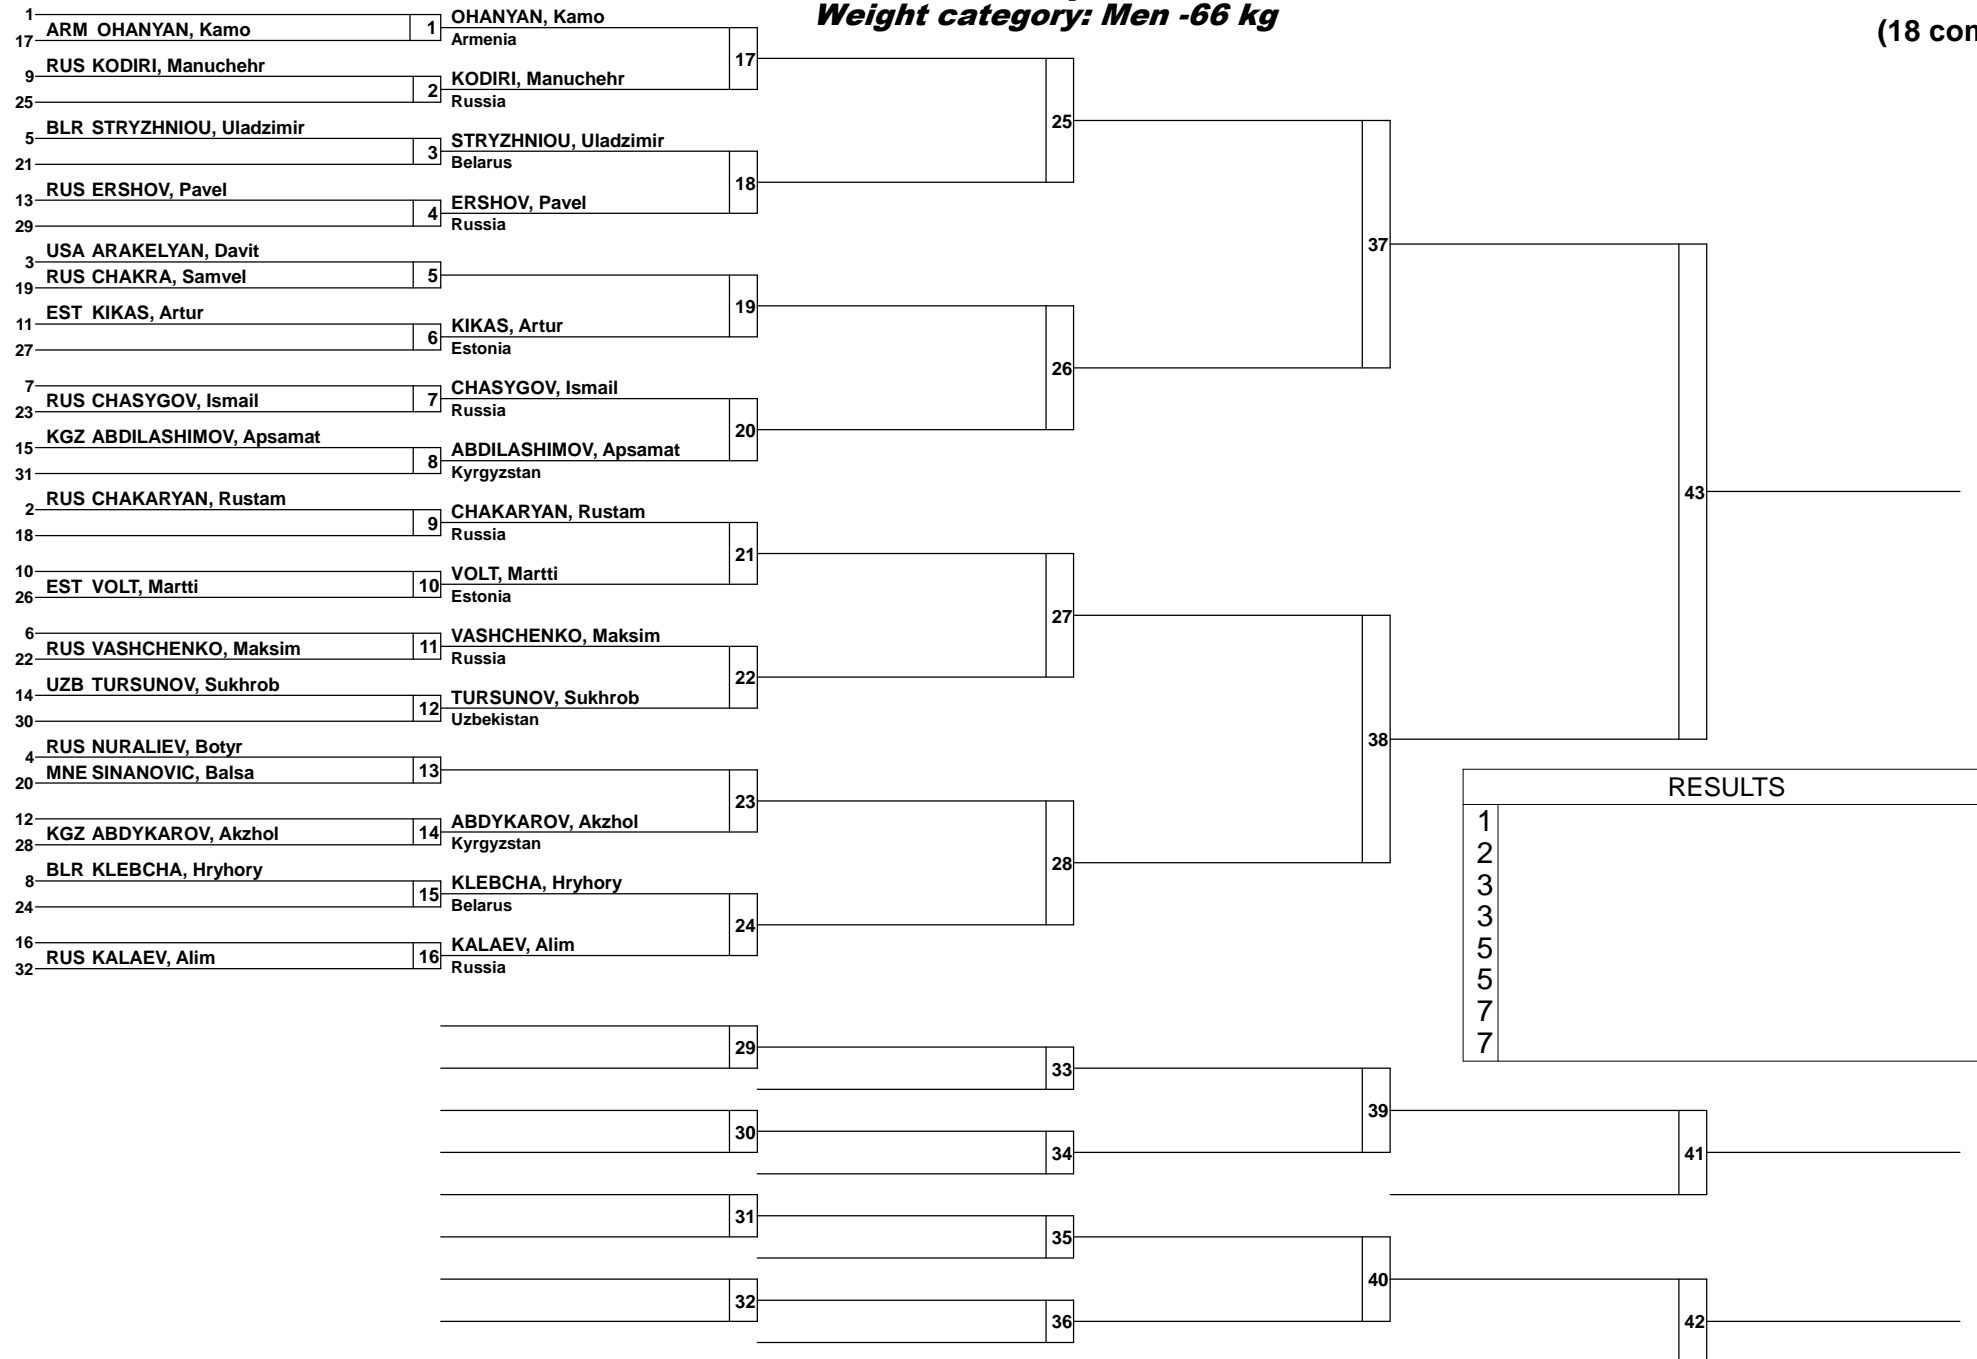 Weight category: Men -66 kg
(18 con
1
17 ARM OHANYAN, Kamo
1
OHANYAN, Kamo
Armenia
17
9 RUS KODIRI, Manuchehr
25
2
KODIRI, Manuchehr
Russia
25
5 BLR STRYZHNIOU, Uladzimir
21
3
STRYZHNIOU, Uladzimir
Belarus
18
13 RUS ERSHOV, Pavel
29
4
ERSHOV, Pavel
Russia
37
3 USA ARAKELYAN, Davit
19 RUS CHAKRA, Samvel
5
19
11 EST KIKAS, Artur
27
6
KIKAS, Artur
Estonia
26
7
23 RUS CHASYGOV, Ismail
7
CHASYGOV, Ismail
Russia
20
15 KGZ ABDILASHIMOV, Apsamat
31
8
ABDILASHIMOV, Apsamat
Kyrgyzstan
43
2 RUS CHAKARYAN, Rustam
18
9
CHAKARYAN, Rustam
Russia
21
10
26 EST VOLT, Martti
10
VOLT, Martti
Estonia
27
6
22 RUS VASHCHENKO, Maksim
11
VASHCHENKO, Maksim
Russia
22
14 UZB TURSUNOV, Sukhrob
30
12
TURSUNOV, Sukhrob
Uzbekistan
38
4 RUS NURALIEV, Botyr
20 MNE SINANOVIC, Balsa
13
23
12
28 KGZ ABDYKAROV, Akzhol
14
ABDYKAROV, Akzhol
Kyrgyzstan
28
8 BLR KLEBCHA, Hryhory
24
15
KLEBCHA, Hryhory
Belarus
24
16
32 RUS KALAEV, Alim
16
KALAEV, Alim
Russia
RESULTS
1
2
3
3
5
5
7
7
29
33
39
30
34
41
31
35
40
32
36
42